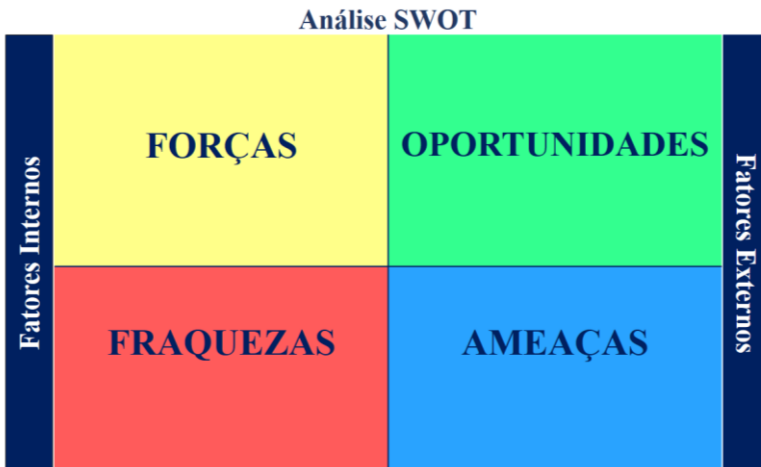 Análise SWOT
Fatores Internos
FORÇAS
OPORTUNIDADES
Fatores Externos
FRAQUEZAS
AMEAÇAS